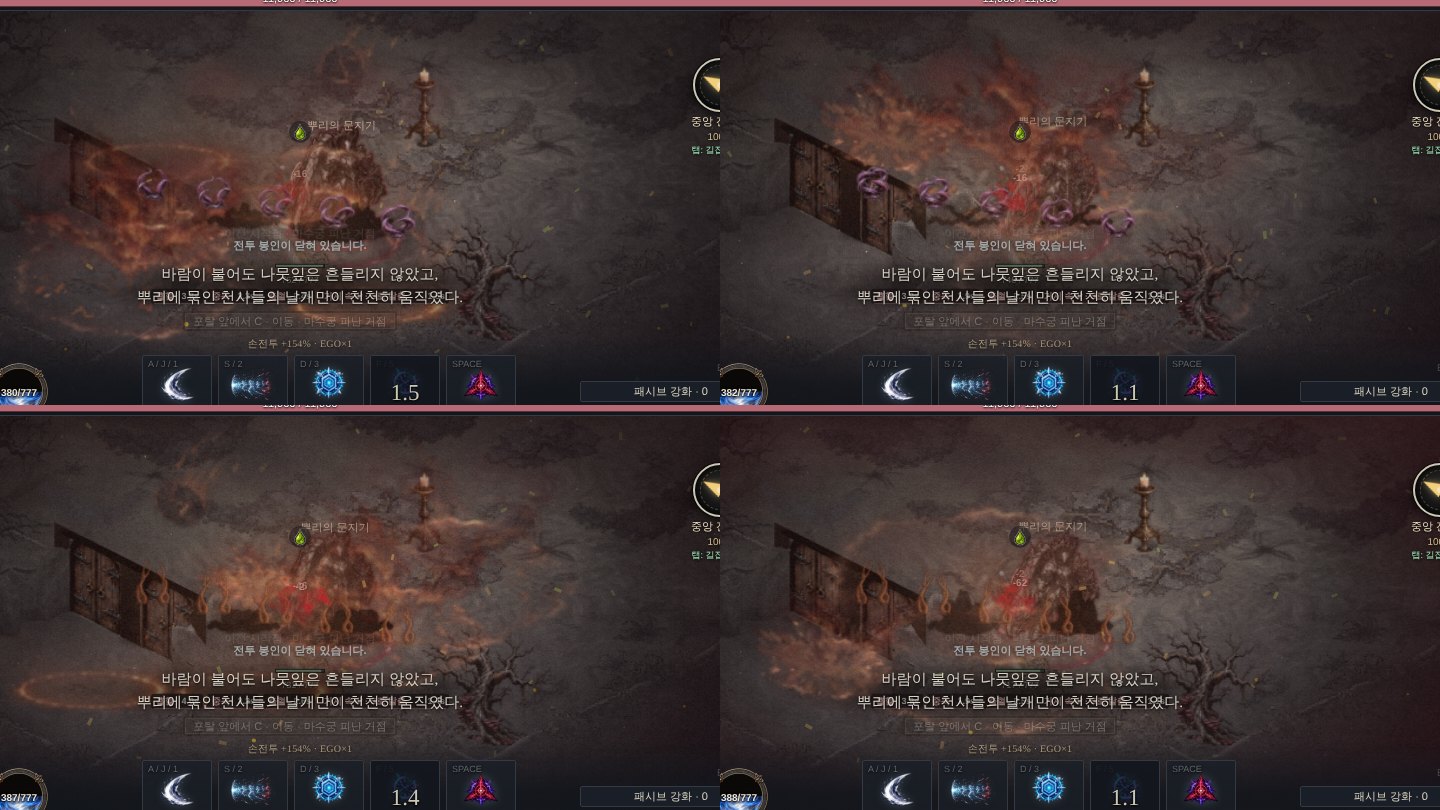 뿌리의 문지기
중앙
100
-16
전투 봉인이 닫혀 있습니다.
바람이 불어도 나뭇잎은 흔들리지 않았고,
뿌리에 묶인 천사들의 날개만이 천천히 움직였다.
포탈 앞에서 C · 이동 · 마수궁 피난 거점
손전투 +154% · EGO×1
A / J / 1
S / 2
D / 3
1.5
SPACE
380/777
패시브 강화 · 0
뿌리의 문지기
중앙
100
-16
전투 봉인이 닫혀 있습니다.
바람이 불어도 나뭇잎은 흔들리지 않았고,
뿌리에 묶인 천사들의 날개만이 천천히 움직였다.
포탈 앞에서 C · 이동 · 마수궁 피난 거점
손전투 +154% · EGO×1
A / J / 1
S / 2
D / 3
1.1
SPACE
382/777
패시브 강화 · 0
뿌리의 문지기
중앙
100
전투 봉인이 닫혀 있습니다.
바람이 불어도 나뭇잎은 흔들리지 않았고,
뿌리에 묶인 천사들의 날개만이 천천히 움직였다.
포탈 앞에서 C · 이동 · 마수궁 피난 거점
손전투 +154% · EGO×1
A / J / 1
S / 2
D / 3
1.4
SPACE
387/777
패시브 강화 · 0
뿌리의 문지기
중앙
100
-62
전투 봉인이 닫혀 있습니다.
바람이 불어도 나뭇잎은 흔들리지 않았고,
뿌리에 묶인 천사들의 날개만이 천천히 움직였다.
포탈 앞에서 C · 이동 · 마수궁 피난 거점
손전투 +154% · EGO×1
A / J / 1
S / 2
D / 3
1.1
SPACE
388/777
패시브 강화 · 0